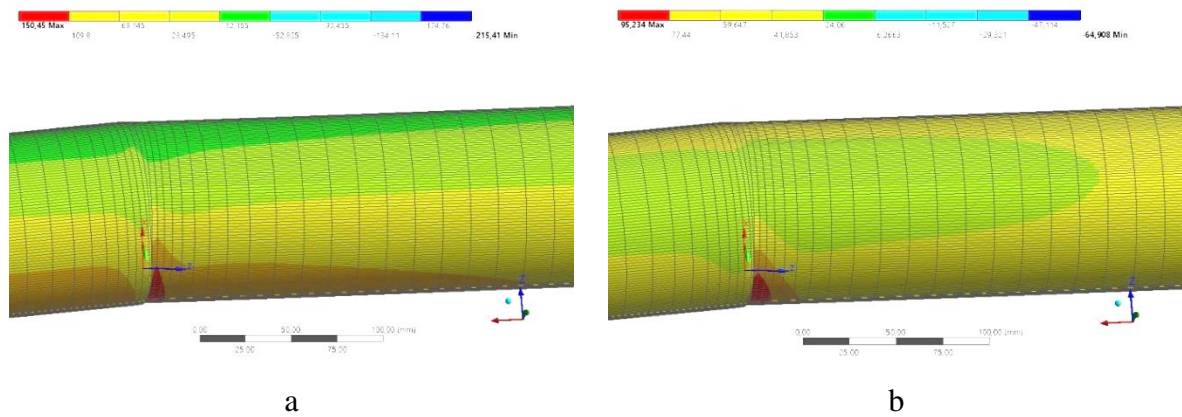 150,45 Max 69,145 -12,155 -93,455 -174,76
109,8 28,495 -52,805 -134,11 -215,41 Min
0,00 50,00 100,00 (mm)
25,00 75,00
a
95,234 Max 59,647 24,06 -11,527 -47,114
77,44 41,853 6,2663 -29,321 -64,908 Min
0,00 50,00 100,00 (mm)
25,00 75,00
b